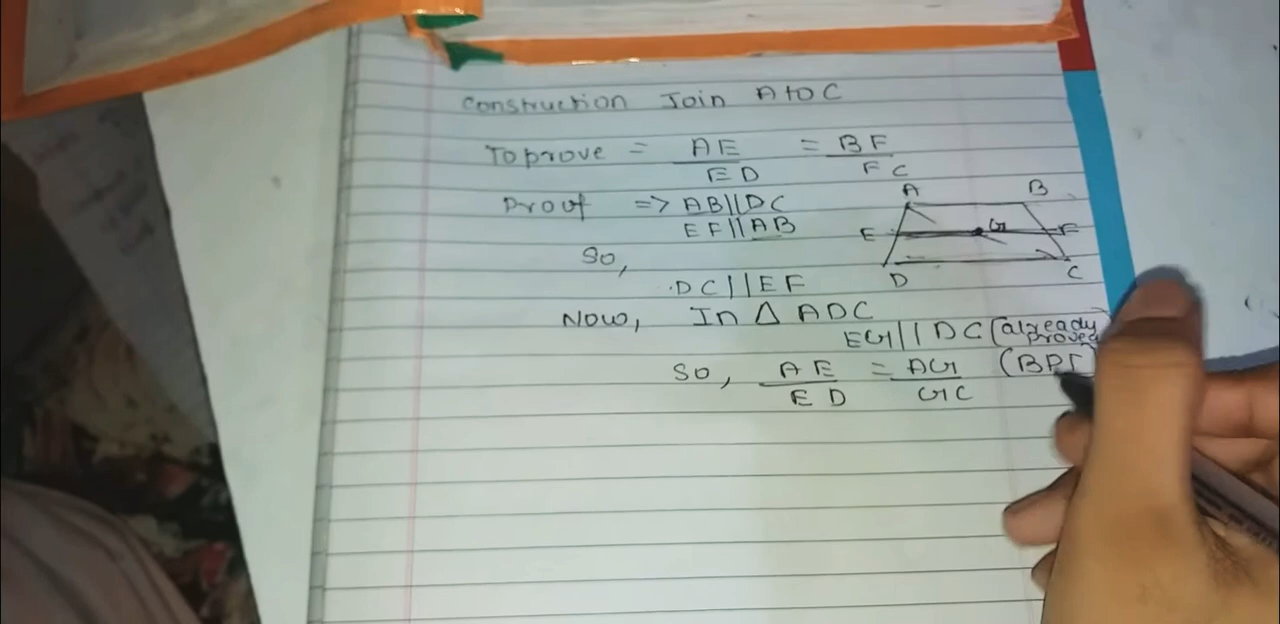 Construction Join A to C
To prove = AE/ED = BF/FC
Proof => AB||DC
EF||AB
A B
E G F
D C
So,
DC||EF
Now, In △ ADC
EG||DC (already proved
So, AE/ED = AG/GC (BPT